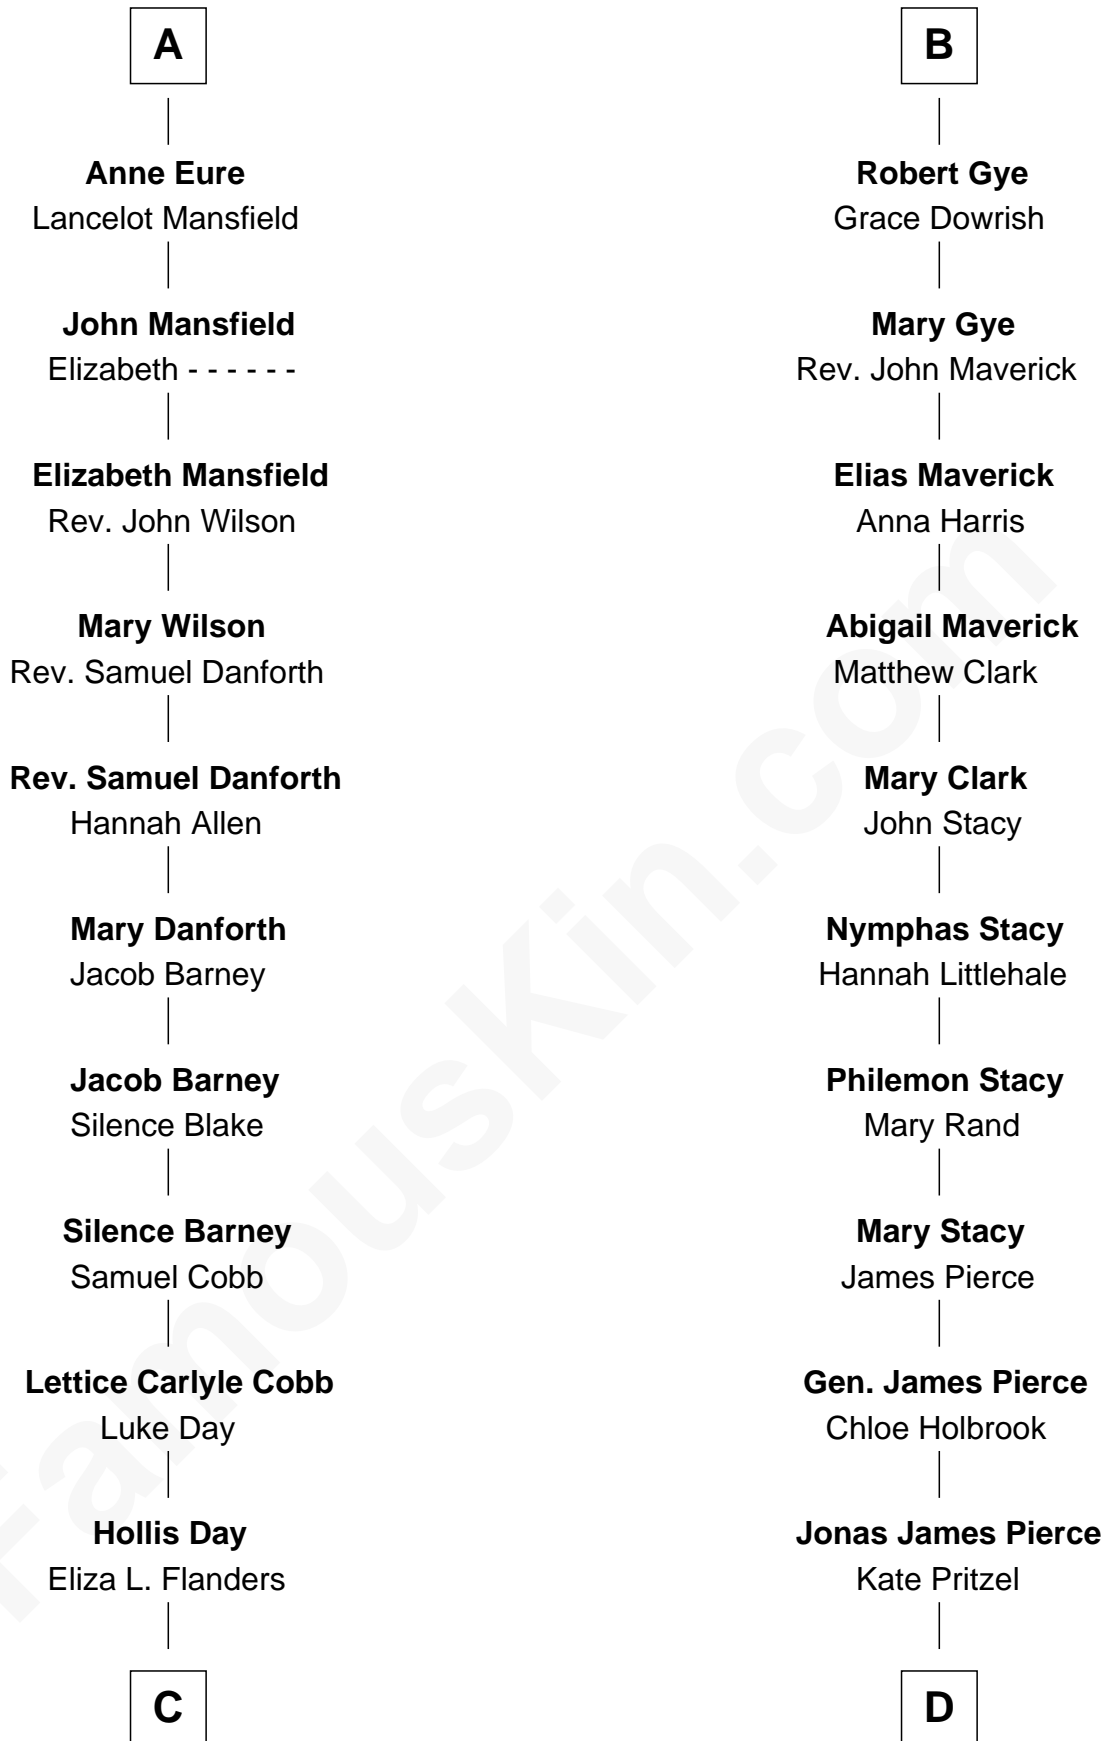 A
Anne Eure
Lancelot Mansfield
John Mansfield
Elizabeth - - - - - -
Elizabeth Mansfield
Rev. John Wilson
Mary Wilson
Rev. Samuel Danforth
Rev. Samuel Danforth
Hannah Allen
Mary Danforth
Jacob Barney
Jacob Barney
Silence Blake
Silence Barney
Samuel Cobb
Lettice Carlyle Cobb
Luke Day
Hollis Day
Eliza L. Flanders
C
B
Robert Gye
Grace Dowrish
Mary Gye
Rev. John Maverick
Elias Maverick
Anna Harris
Abigail Maverick
Matthew Clark
Mary Clark
John Stacy
Nymphas Stacy
Hannah Littlehale
Philemon Stacy
Mary Rand
Mary Stacy
James Pierce
Gen. James Pierce
Chloe Holbrook
Jonas James Pierce
Kate Pritzel
D
FamousKin.com